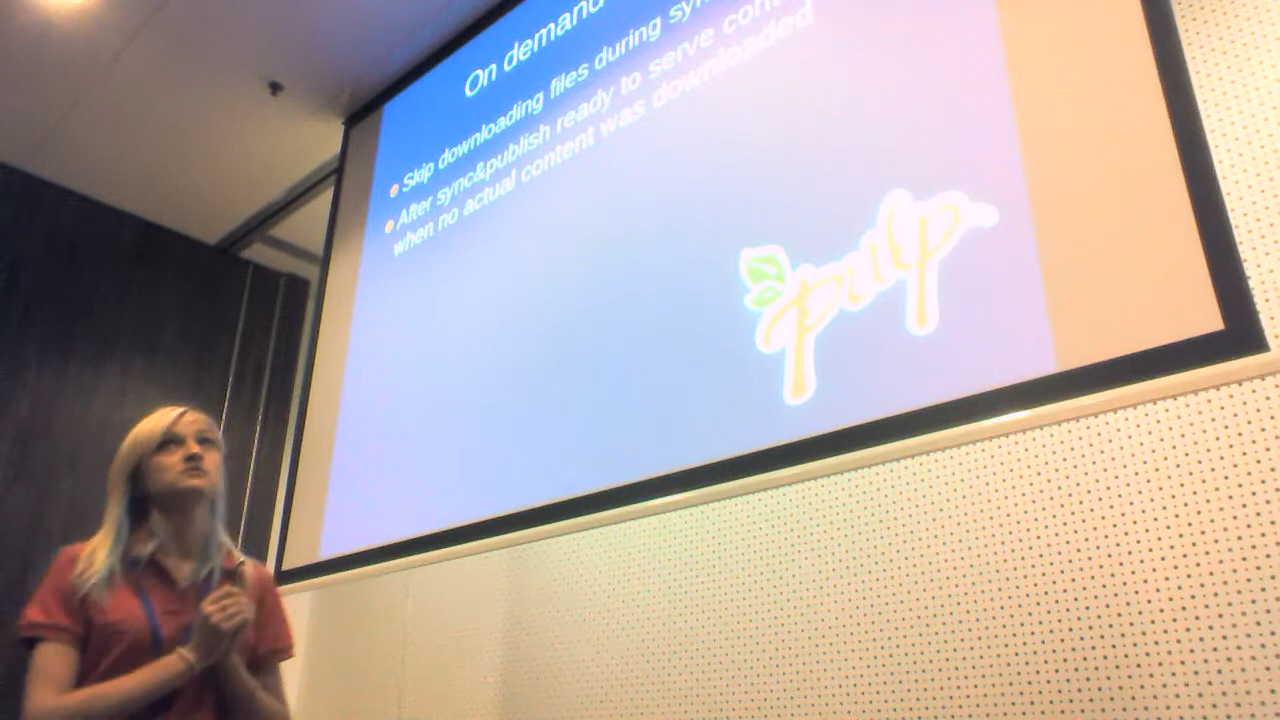 On demand
Skip downloading files during
After sync&publish ready to serve
when no actual content was downloaded
pulp